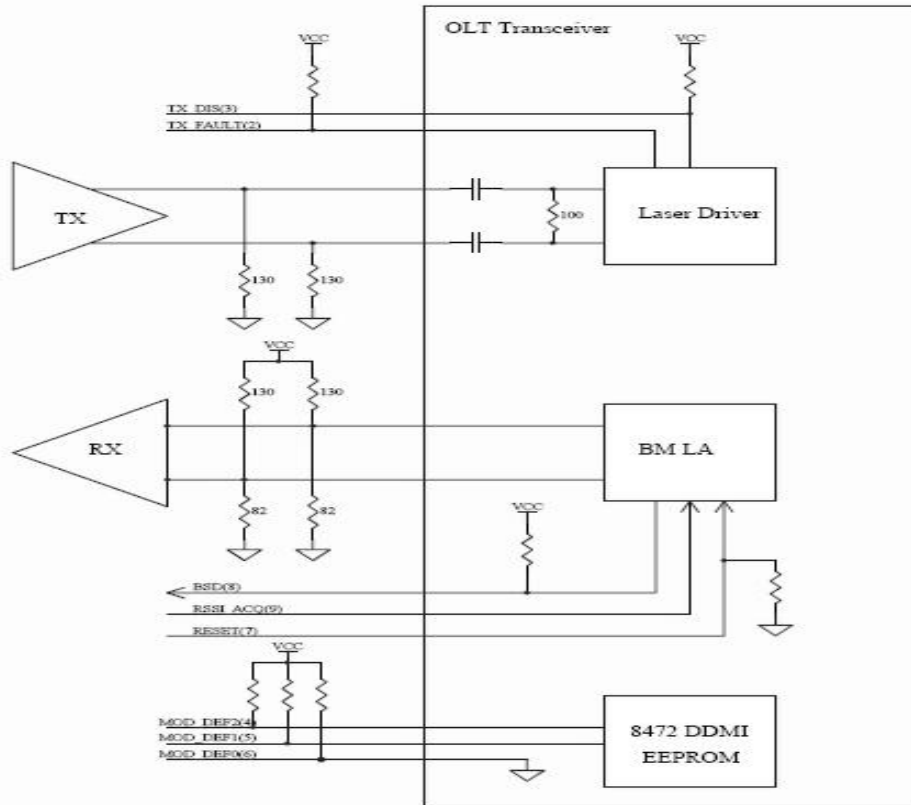 OLT Transceiver
VCC
VCC
TX_DIS(3)
TX_FAULT(2)
TX
Laser Driver
100
130
130
VCC
130
130
RX
BM LA
82
82
VCC
BSD(8)
RSSI_ACQ(9)
RESET(7)
VCC
MOD_DEF2(4)
MOD_DEF1(5)
MOD_DEF0(6)
8472 DDMI
EEPROM